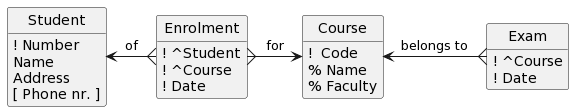 Student
! Number
Name
Address
[ Phone nr. ]
of
Enrolment
! ^Student
! ^Course
! Date
for
Course
!  Code
% Name
% Faculty
belongs to
Exam
! ^Course
! Date